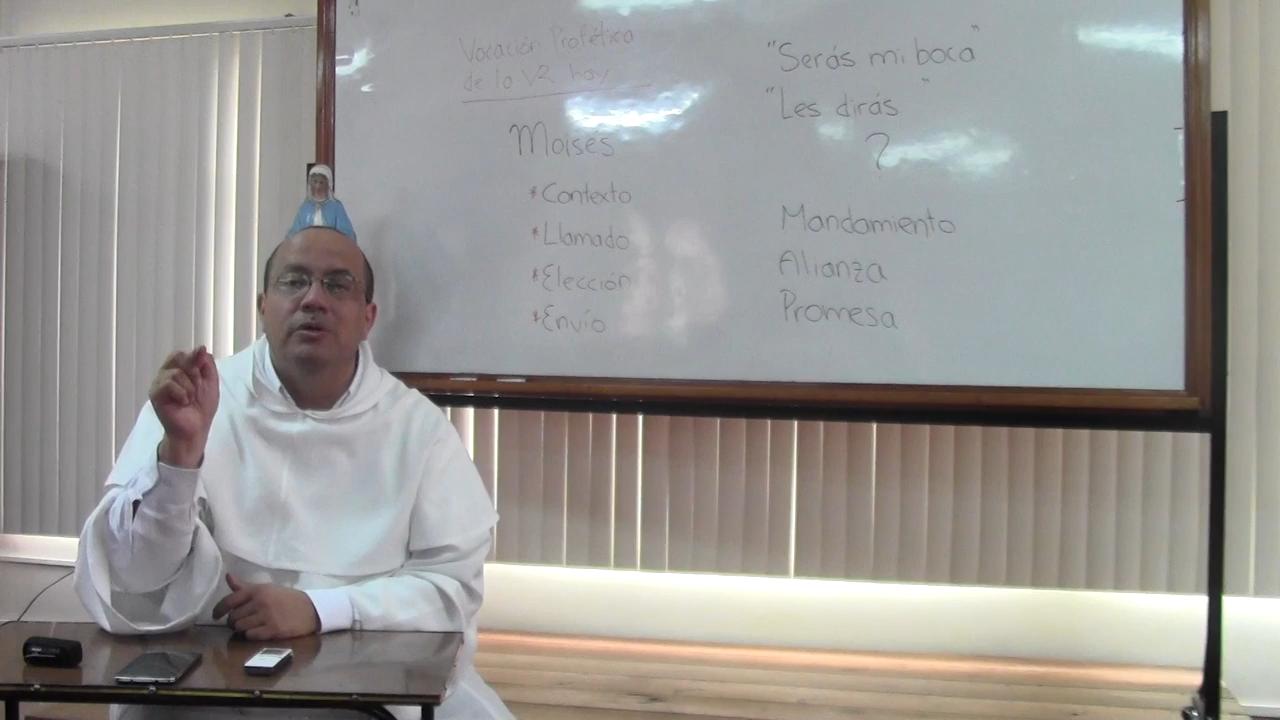 Vocación Profética
de la VR hoy
Moisés
*Contexto
*Llamado
*Elección
*Envío
"Serás mi boca"
"Les dirás"
?
Mandamiento
Alianza
Promesa